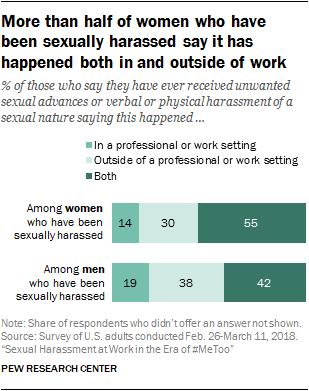 More than half of women who have
been sexually harassed say it has
happened both in and outside of work
% of those who say they have ever received unwanted
sexual advances or verbal or physical harassment of a
sexual nature saying this happened ...
In a professional or work setting
Outside of a professional or work setting
Both
Among women
who have been
sexually harassed
14 30 55
Among men
who have been
sexually harassed
19 38 42
Note: Share of respondents who didn't offer an answer not shown.
Source: Survey of U.S. adults conducted Feb. 26-March 11, 2018.
"Sexual Harassment at Work in the Era of #MeToo"
PEW RESEARCH CENTER